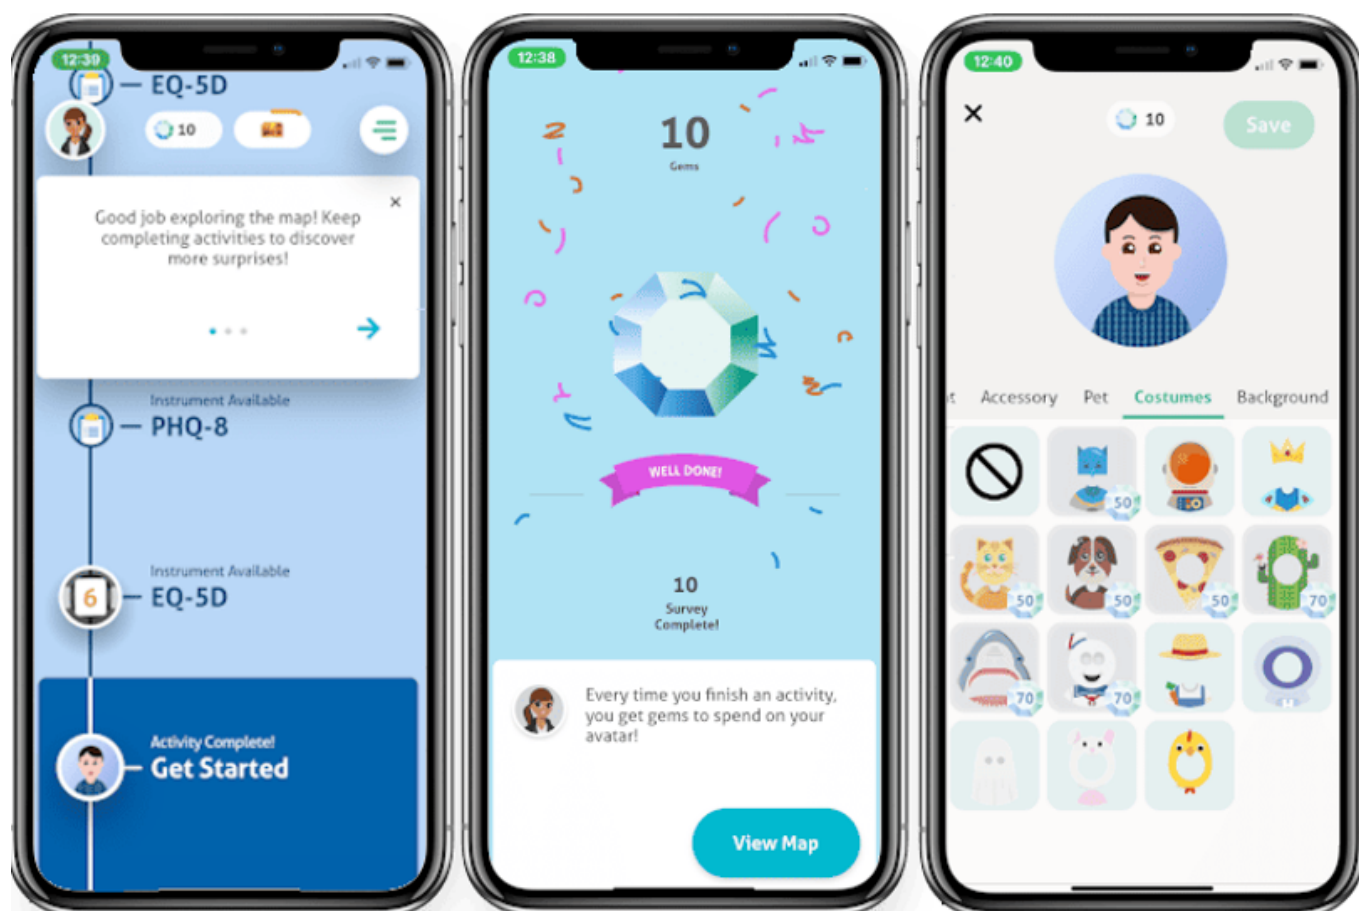 12:39
EQ-5D
10
Good job exploring the map! Keep
completing activities to discover
more surprises!
Instrument Available
PHQ-8
6
Instrument Available
EQ-5D
Activity Complete!
Get Started
12:38
10
Gems
WELL DONE!
10
Survey
Complete!
Every time you finish an activity,
you get gems to spend on your
avatar!
View Map
12:40
10
Save
t Accessory Pet Costumes Background
50
50
50
50
70
70
70